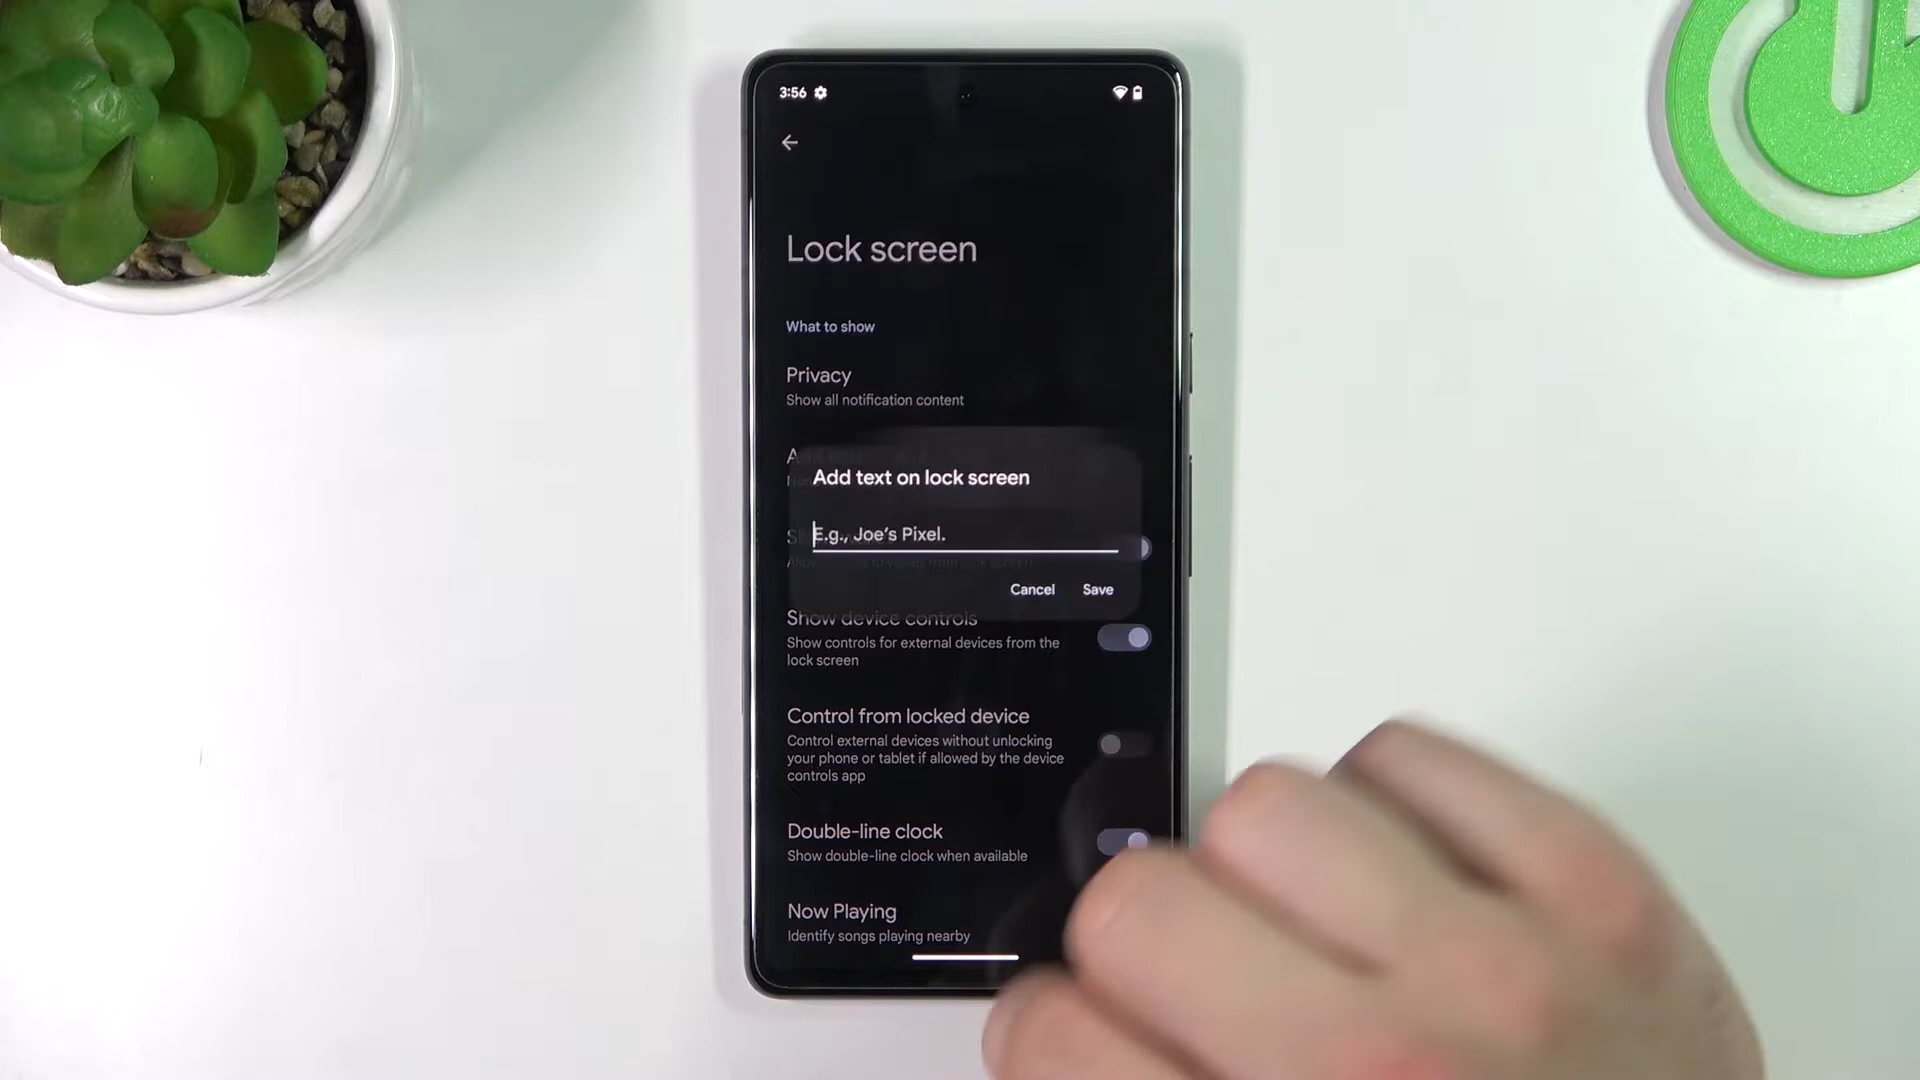 3:56
Lock screen
What to show
Privacy
Show all notification content
Add text on lock screen
E.g., Joe's Pixel.
Cancel Save
Show device controls
Show controls for external devices from the
lock screen
Control from locked device
Control external devices without unlocking
your phone or tablet if allowed by the device
controls app
Double-line clock
Show double-line clock when available
Now Playing
Identify songs playing nearby